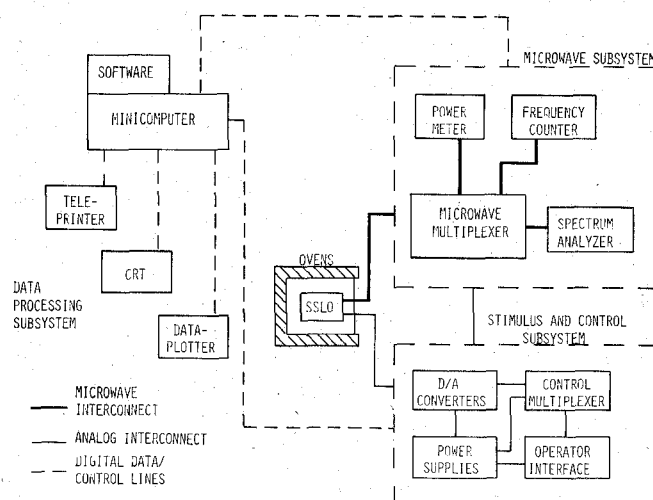 MICROWAVE SUBSYSTEM
SOFTWARE
MINICOMPUTER
POWER
METER
FREQUENCY
COUNTER
TELE-
PRINTER
MICROWAVE
MULTIPLEXER
SPECTRUM
ANALYZER
CRT
OVENS
SSLO
DATA
PROCESSING
SUBSYSTEM
DATA-
PLOTTER
STIMULUS AND CONTROL
SUBSYSTEM
D/A
CONVERTERS
CONTROL
MULTIPLEXER
POWER
SUPPLIES
OPERATOR
INTERFACE
MICROWAVE
INTERCONNECT
ANALOG INTERCONNECT
DIGITAL DATA/
CONTROL LINES